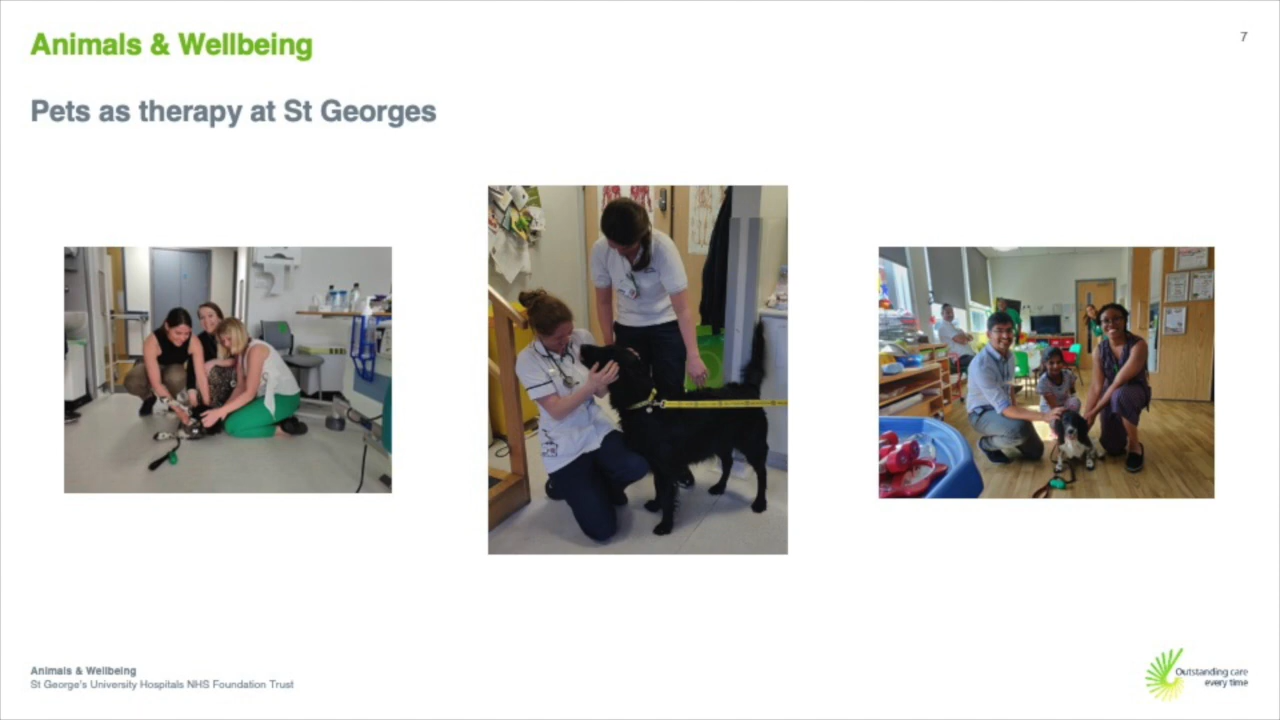 Animals & Wellbeing
7
Pets as therapy at St Georges
Animals & Wellbeing
St George's University Hospitals NHS Foundation Trust
Outstanding care
every time